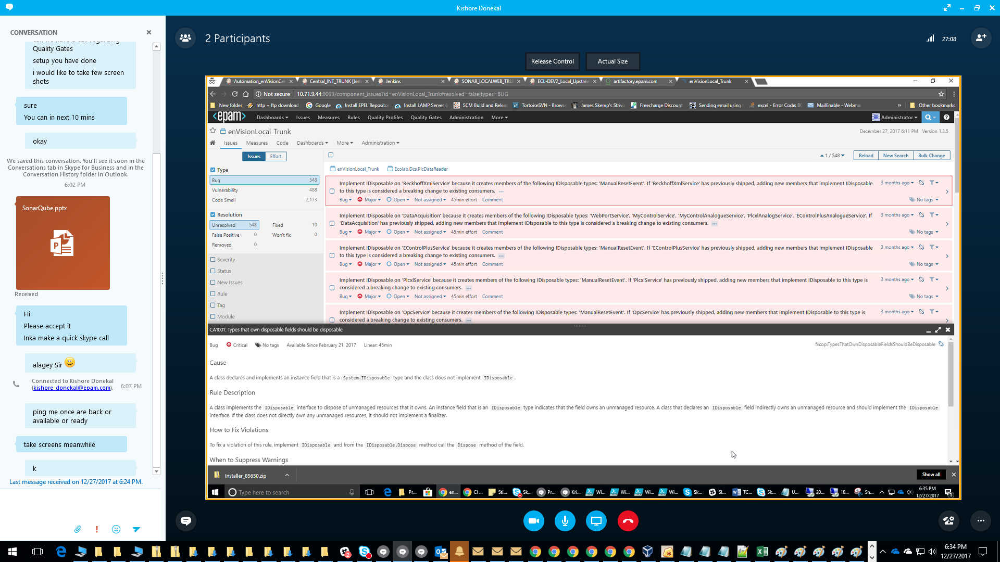 Kishore Donekal
CONVERSATION
Quality Gates
setup you have done
i would like to take few screen
shots
sure
You can in next 10 mins
okay
We saved this conversation. You'll see it soon in the
Conversations tab in Skype for Business and in the
Conversation History folder in Outlook.
6:02 PM
SonarQube.pptx
Received
Hi
Please accept it
Inka make a quick skype call
alagey Sir
Connected to Kishore Donekal
(kishore_donekal@epam.com).
6:07 PM
ping me once are back or
available or ready
take screens meanwhile
k
Last message received on 12/27/2017 at 6:24 PM.
2 Participants
27:08
Release Control
Actual Size
Automation_enVisionCe
Central_INT_TRUNK [Jen
Jenkins
SONAR_LOCALWEB_TRU
ECL-DEV2_Local_Upstrea
artifactory.epam.com
enVisionLocal_Trunk
Not secure
10.71.9.44:9099/component_issues?id=enVisionLocal_Trunk#resolved=false|types=BUG
New folder
http + ftp download
Google
Install EPEL Repositor
Install LAMP Server (
SCM Build and Relea
TortoiseSVN - Browse
James Skemp's Strivi
Freecharge Discount
Sending email using
excel - Error Code: 80
MailEnable - Webma
»
Other bookmarks
<epam>
Dashboards
Issues
Measures
Rules
Quality Profiles
Quality Gates
Administration
More
Administrator
enVisionLocal_Trunk
December 27, 2017 6:11 PM Version 1.3.5
Issues
Measures
Code
Dashboards
More
Administration
Issues
Effort
1 / 548
Reload
New Search
Bulk Change
Type
Bug 548
Vulnerability 488
Code Smell 2,173
Resolution
Unresolved 548
Fixed 10
False Positive 0
Won't fix 0
Removed 0
Severity
Status
New Issues
Rule
Tag
Module
enVisionLocal_Trunk
Ecolab.Dcs.PlcDataReader
Implement IDisposable on 'BeckhoffXmlService' because it creates members of the following IDisposable types: 'ManualResetEvent'. If 'BeckhoffXmlService' has previously shipped, adding new members that implement IDisposable
to this type is considered a breaking change to existing consumers.
3 months ago
Bug Major Open Not assigned 45min effort Comment
No tags
Implement IDisposable on 'DataAcquisition' because it creates members of the following IDisposable types: 'WebPortService', 'MyControlService', 'MyControlAnalogueService', 'PlcxlAnalogService', 'EControlPlusAnalogueService'. If
'DataAcquisition' has previously shipped, adding new members that implement IDisposable to this type is considered a breaking change to existing consumers.
3 months ago
Bug Major Open Not assigned 45min effort Comment
No tags
Implement IDisposable on 'EControlPlusService' because it creates members of the following IDisposable types: 'ManualResetEvent'. If 'EControlPlusService' has previously shipped, adding new members that implement IDisposable
to this type is considered a breaking change to existing consumers.
3 months ago
Bug Major Open Not assigned 45min effort Comment
No tags
Implement IDisposable on 'PlcxlService' because it creates members of the following IDisposable types: 'ManualResetEvent'. If 'PlcxlService' has previously shipped, adding new members that implement IDisposable to this type is
considered a breaking change to existing consumers.
3 months ago
Bug Major Open Not assigned 45min effort Comment
No tags
Implement IDisposable on 'OpcService' because it creates members of the following IDisposable types: 'ManualResetEvent'. If 'OpcService' has previously shipped, adding new members that implement IDisposable to this type is
considered a breaking change to existing consumers.
3 months ago
CA1001: Types that own disposable fields should be disposable
Bug Critical No tags Available Since February 21, 2017 Linear: 45min
fxcop:TypesThatOwnDisposableFieldsShouldBeDisposable
Cause
A class declares and implements an instance field that is a System.IDisposable type and the class does not implement IDisposable .
Rule Description
A class implements the IDisposable interface to dispose of unmanaged resources that it owns. An instance field that is an IDisposable type indicates that the field owns an unmanaged resource. A class that declares an IDisposable field indirectly owns an unmanaged resource and should implement the IDisposable
interface. If the class does not directly own any unmanaged resources, it should not implement a finalizer.
How to Fix Violations
To fix a violation of this rule, implement IDisposable and from the IDisposable.Dispose method call the Dispose method of the field.
When to Suppress Warnings
Installer_85650.zip
Show all
Type here to search
Pr...
en...
CI ...
Sti...
Sk...
Pr...
Kri...
Wi...
Wi...
Wi...
Wi...
Sk...
Sl...
TC...
Sk...
U...
20...
10...
Sn...
6:35 PM
12/27/2017
6:34 PM
12/27/2017